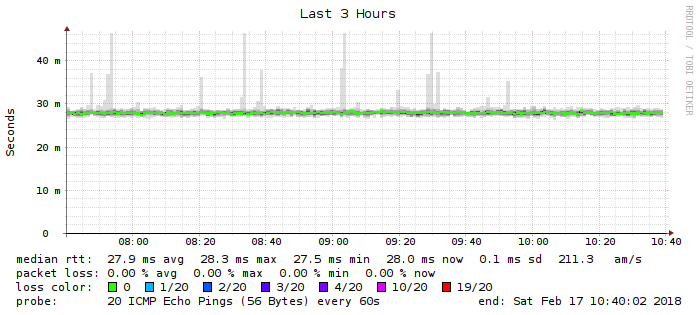 Last 3 Hours
RRDTOOL / TOBI OETIKER
Seconds
40 m
30 m
20 m
10 m
0
08:00 08:20 08:40 09:00 09:20 09:40 10:00 10:20 10:40
median rtt: 27.9 ms avg 28.3 ms max 27.5 ms min 28.0 ms now 0.1 ms sd 211.3 am/s
packet loss: 0.00 % avg 0.00 % max 0.00 % min 0.00 % now
loss color: 0 1/20 2/20 3/20 4/20 10/20 19/20
probe: 20 ICMP Echo Pings (56 Bytes) every 60s end: Sat Feb 17 10:40:02 2018